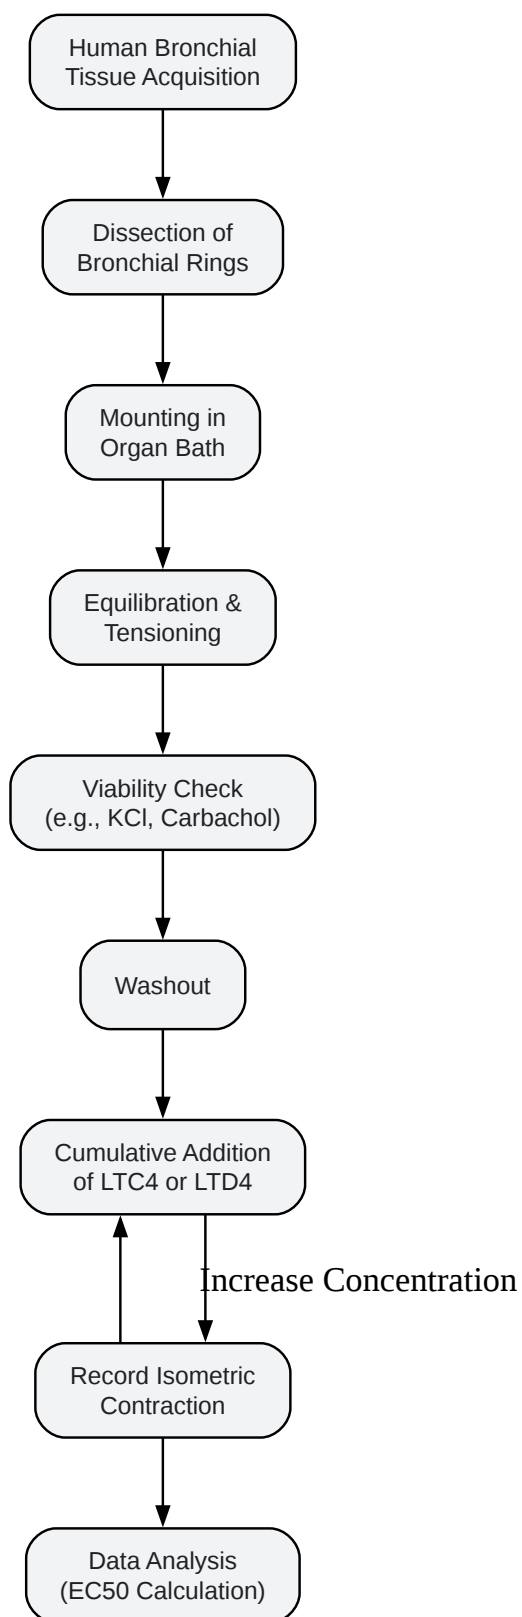 Human Bronchial
Tissue Acquisition
Dissection of
Bronchial Rings
Mounting in
Organ Bath
Equilibration &
Tensioning
Viability Check
(e.g., KCl, Carbachol)
Washout
Cumulative Addition
of LTC4 or LTD4
Increase Concentration
Record Isometric
Contraction
Data Analysis
(EC50 Calculation)